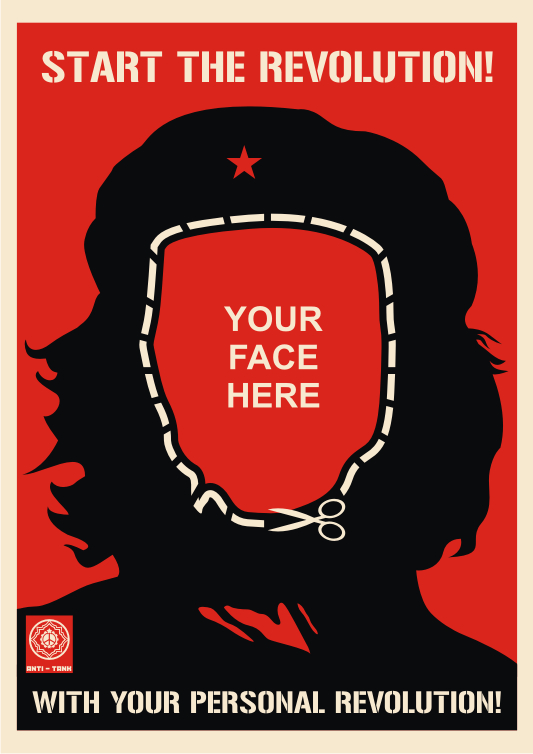 START THE REVOLUTION!
YOUR
FACE
HERE
ANTI - TANK
WITH YOUR PERSONAL REVOLUTION!